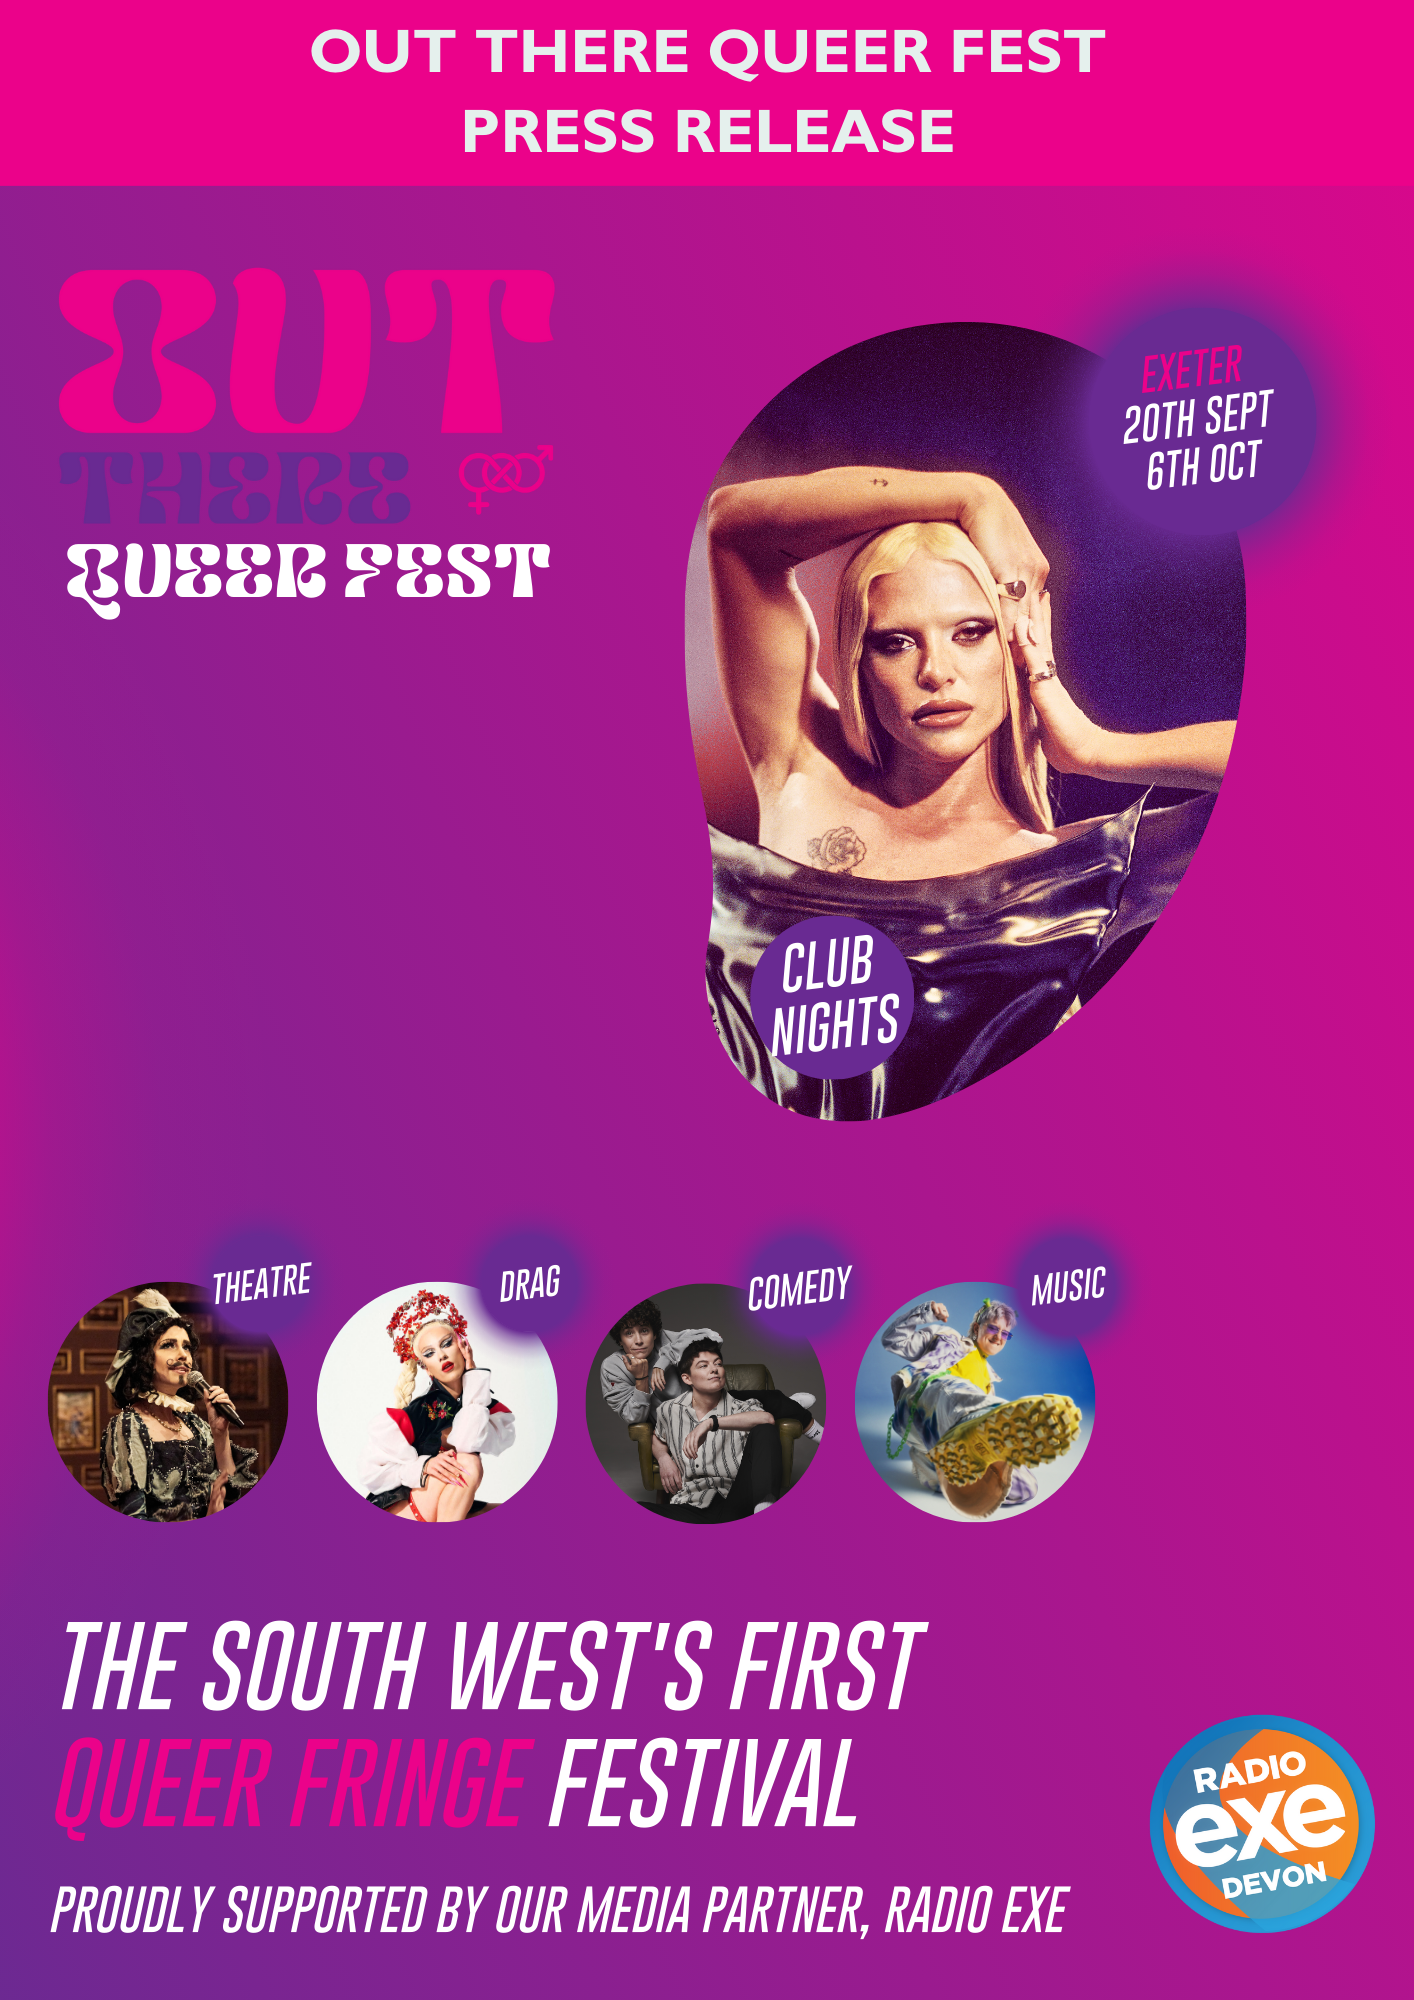 OUT THERE QUEER FEST
PRESS RELEASE
OUT
THERE
QUEER FEST
EXETER
20TH SEPT
6TH OCT
CLUB
NIGHTS
THEATRE
DRAG
COMEDY
MUSIC
THE SOUTH WEST'S FIRST
QUEER FRINGE FESTIVAL
PROUDLY SUPPORTED BY OUR MEDIA PARTNER, RADIO EXE
RADIO
exe
DEVON